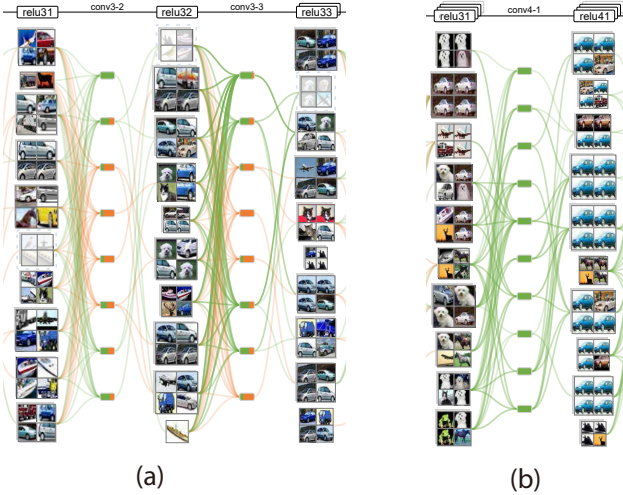 relu31 conv3-2 relu32 conv3-3 relu33
relu31 conv4-1 relu41
(a)
(b)